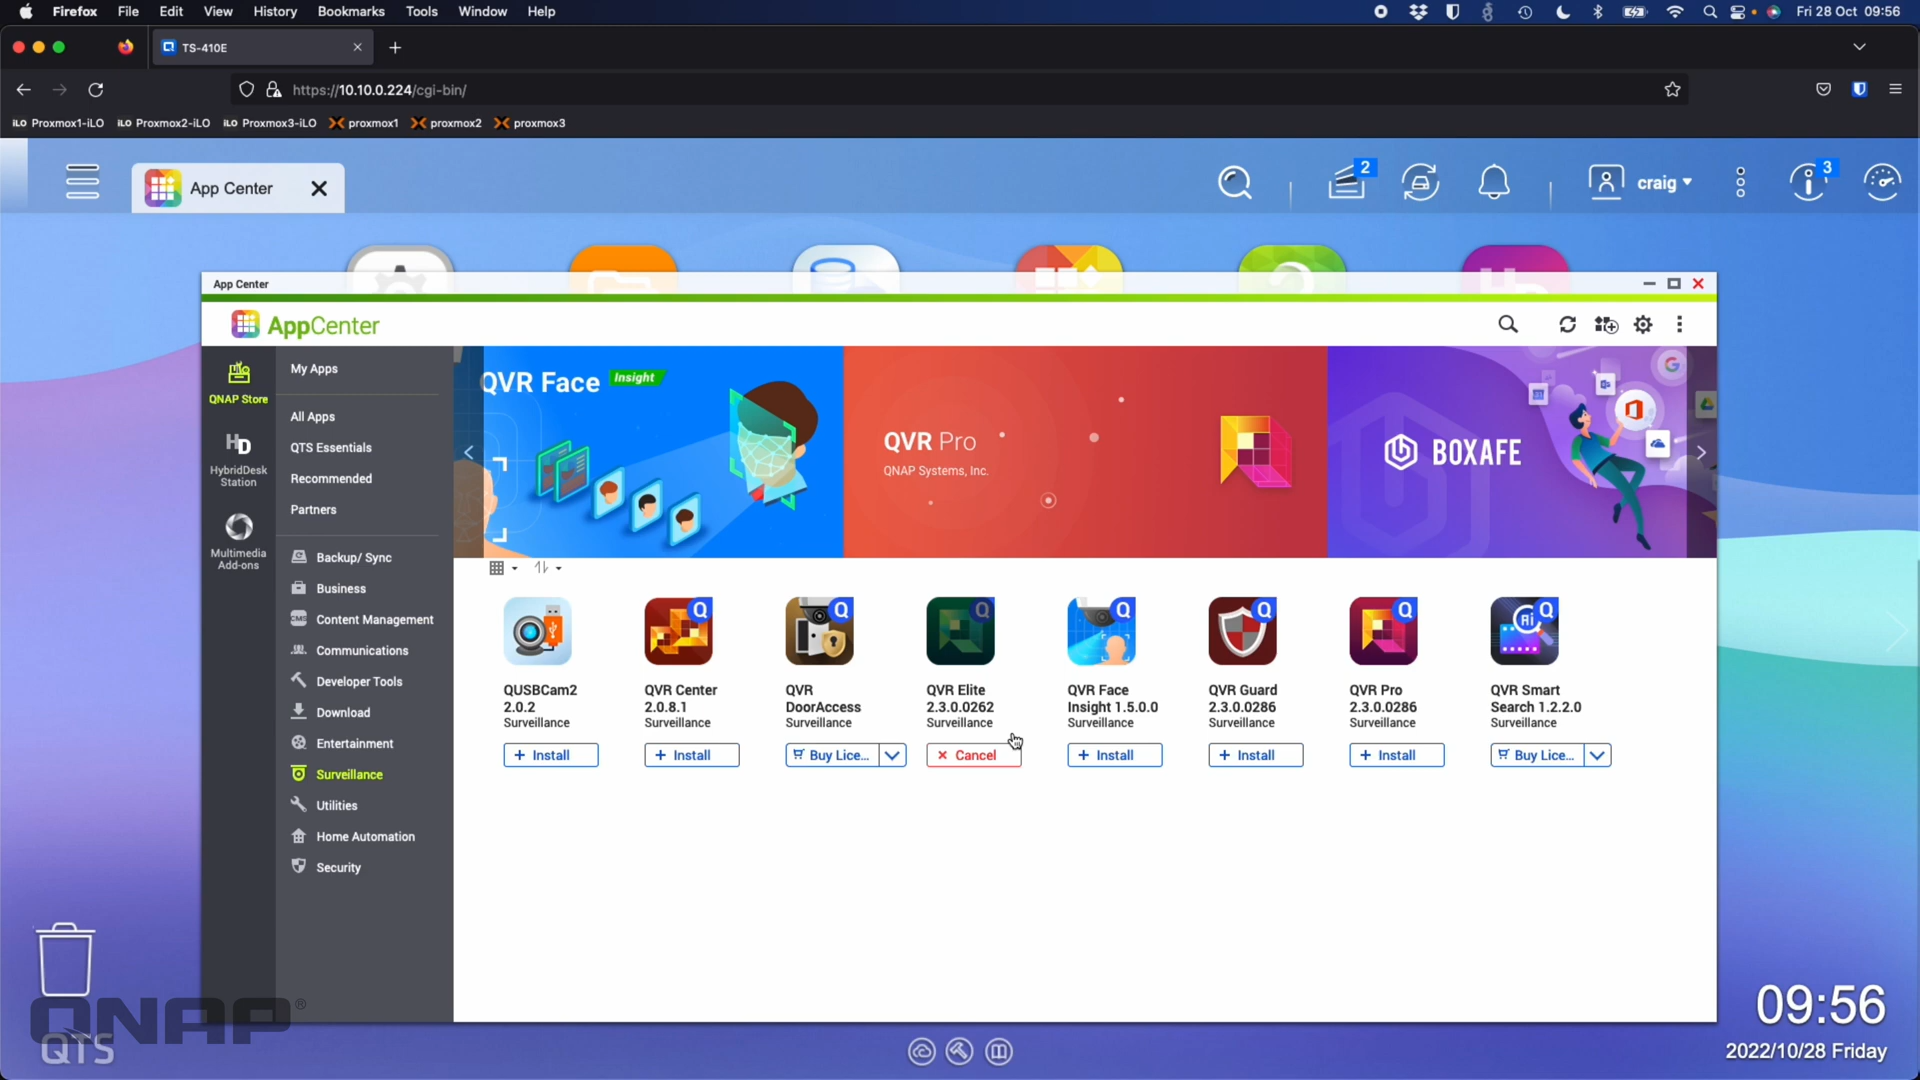 Firefox File Edit View History Bookmarks Tools Window Help
Fri 28 Oct 09:56
TS-410E
https://10.10.0.224/cgi-bin/
iLO Proxmox1-iLO iLO Proxmox2-iLO iLO Proxmox3-iLO proxmox1 proxmox2 proxmox3
App Center
2
craig
3
App Center
AppCenter
QNAP Store
HD
HybridDesk
Station
Multimedia
Add-ons
My Apps
All Apps
QTS Essentials
Recommended
Partners
Backup/ Sync
Business
CMS Content Management
Communications
Developer Tools
Download
Entertainment
Surveillance
Utilities
Home Automation
Security
QVR Face Insight
QVR Pro
QNAP Systems, Inc.
BOXAFE
QUSBCam2
2.0.2
Surveillance
+ Install
QVR Center
2.0.8.1
Surveillance
+ Install
QVR
DoorAccess
Surveillance
Buy Lice...
QVR Elite
2.3.0.0262
Surveillance
× Cancel
QVR Face
Insight 1.5.0.0
Surveillance
+ Install
QVR Guard
2.3.0.0286
Surveillance
+ Install
QVR Pro
2.3.0.0286
Surveillance
+ Install
Ai
QVR Smart
Search 1.2.2.0
Surveillance
Buy Lice...
QNAP®
QTS
09:56
2022/10/28 Friday